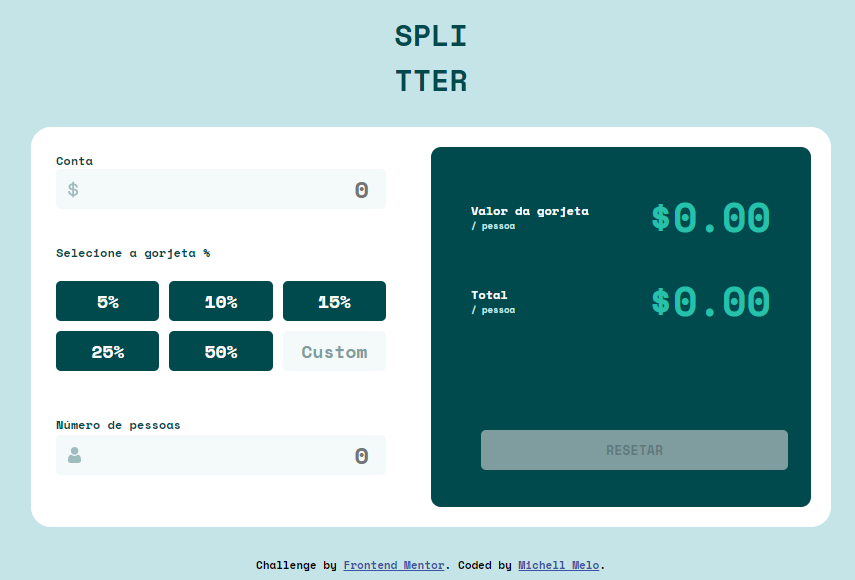 SPLI
TTER
Conta
$ 0
Selecione a gorjeta %
5% 10% 15%
25% 50% Custom
Número de pessoas
0
Valor da gorjeta
/ pessoa
$0.00
Total
/ pessoa
$0.00
RESETAR
Challenge by Frontend Mentor. Coded by Michell Melo.